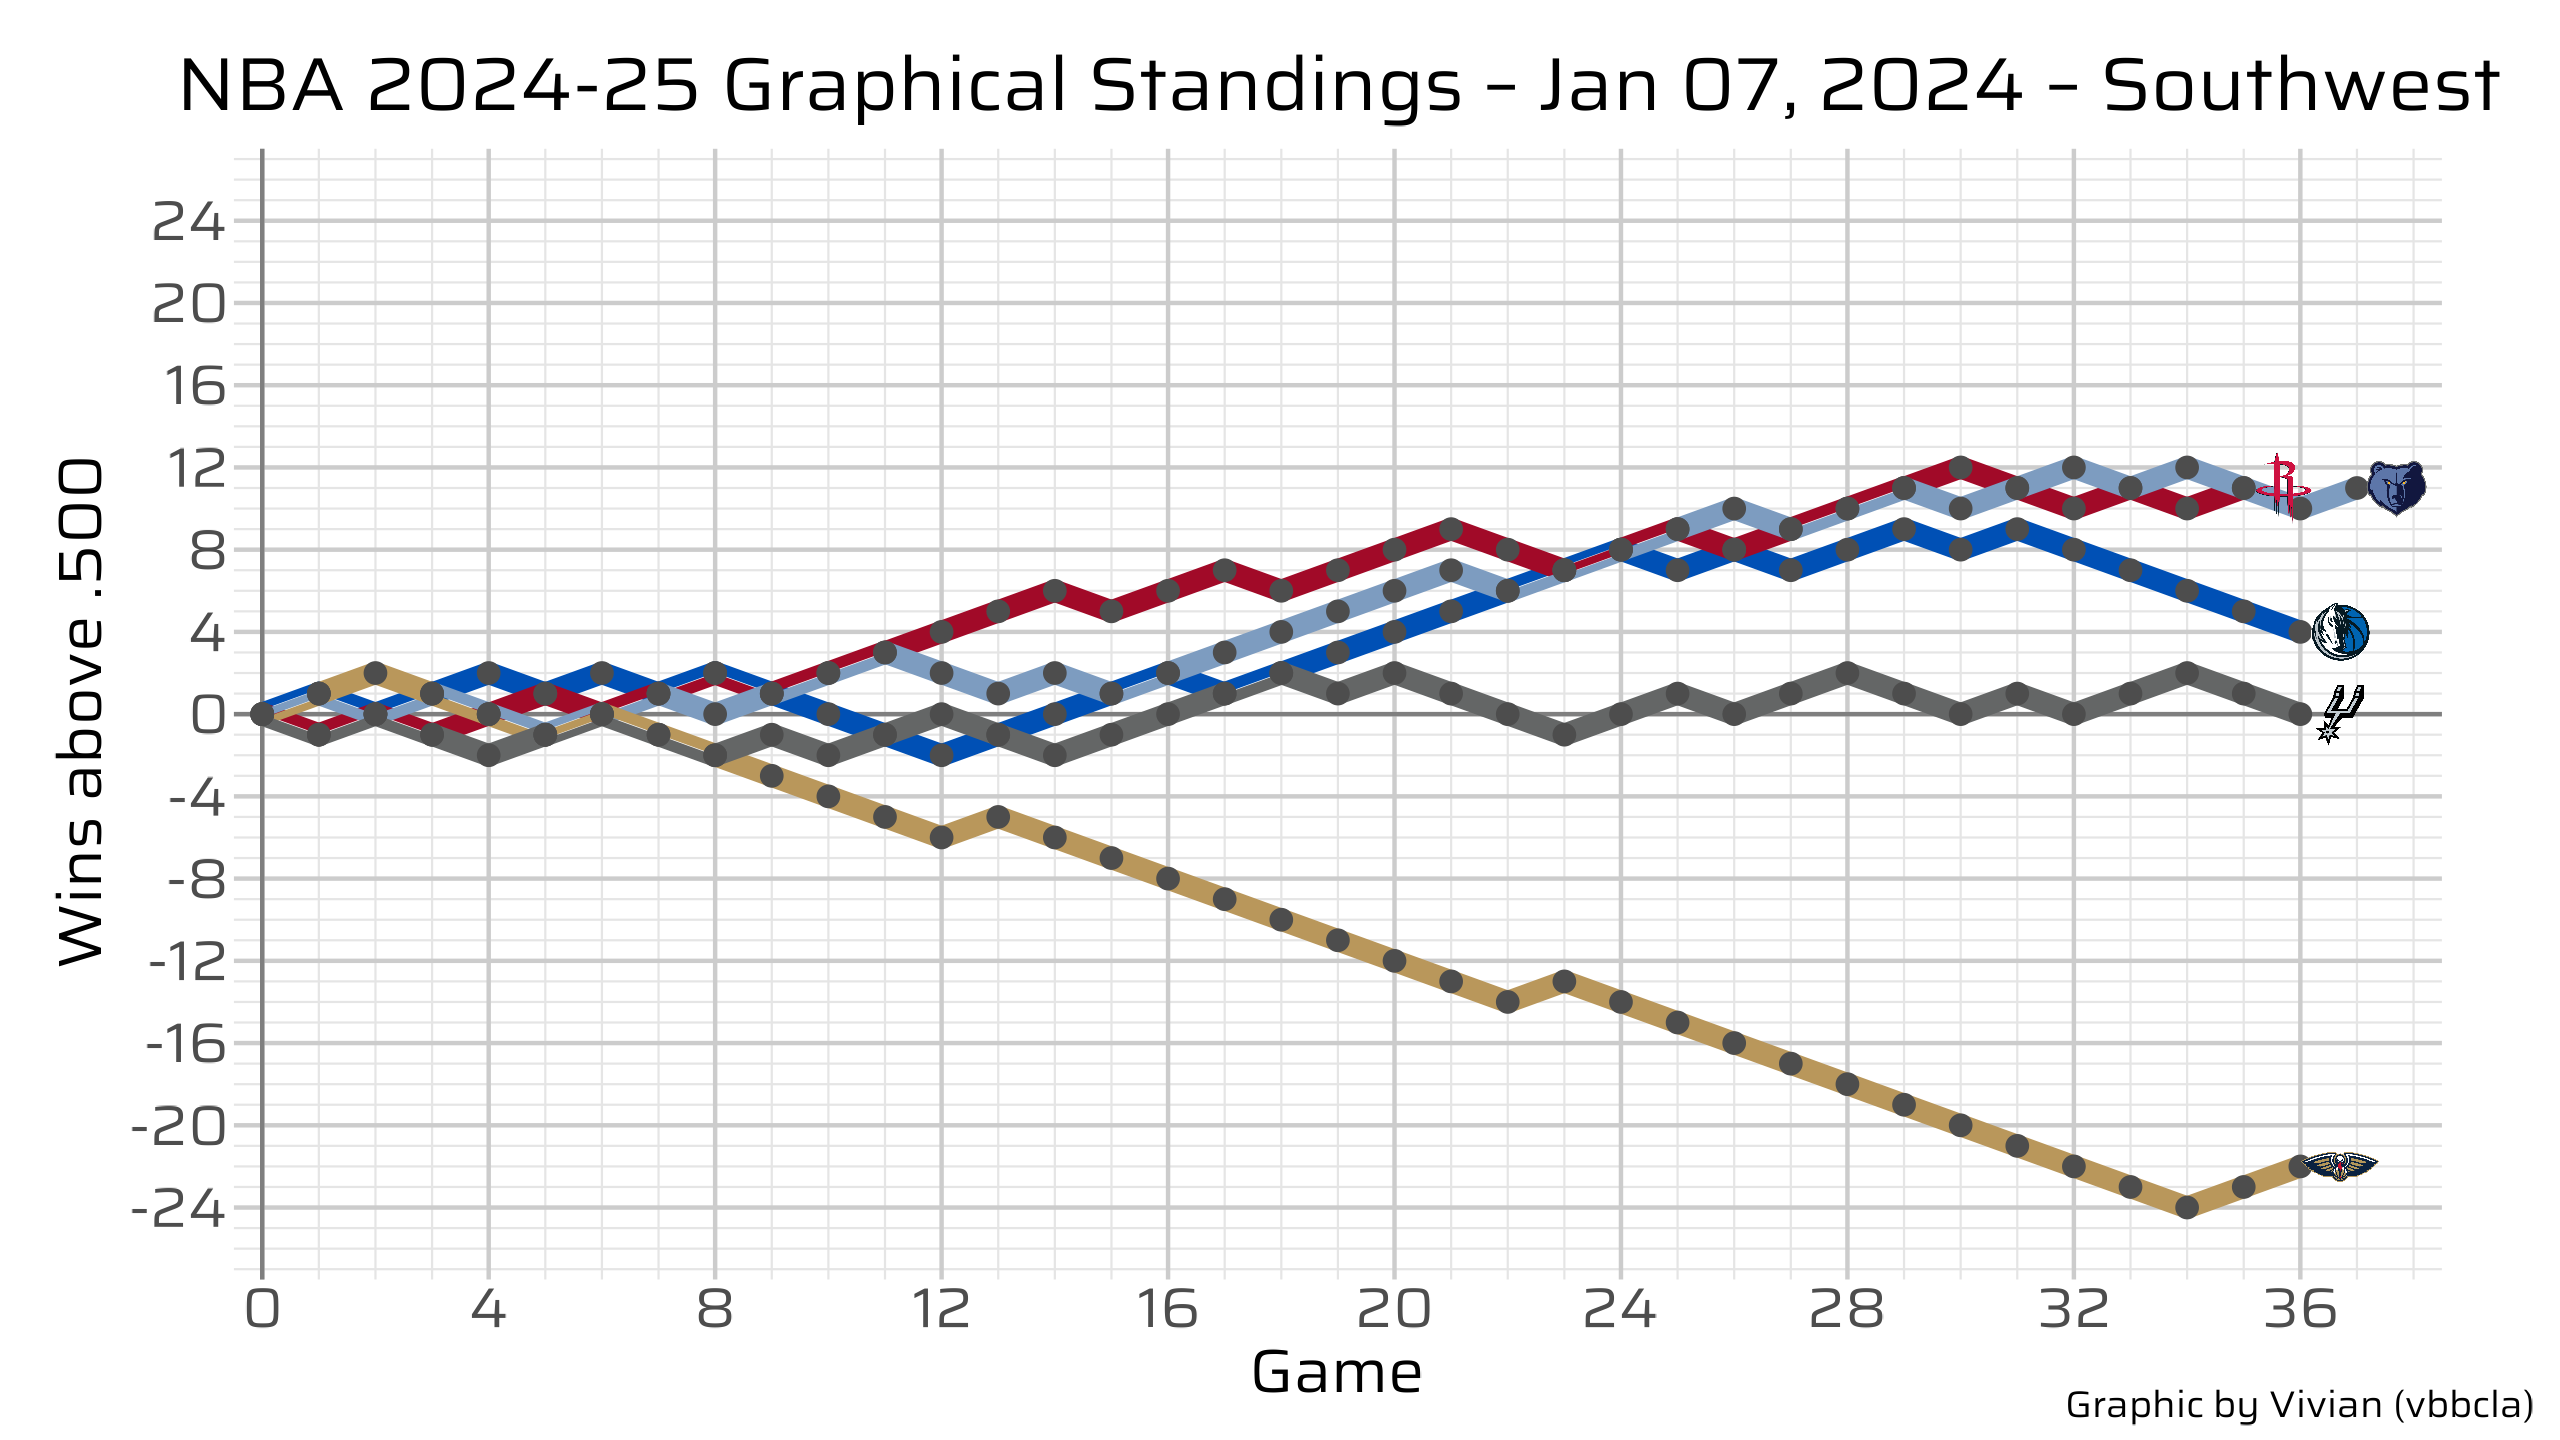 NBA 2024-25 Graphical Standings - Jan 07, 2024 - Southwest
Wins above .500
24
20
16
12
8
4
0
-4
-8
-12
-16
-20
-24
0 4 8 12 16 20 24 28 32 36
Game
Graphic by Vivian (vbbcla)